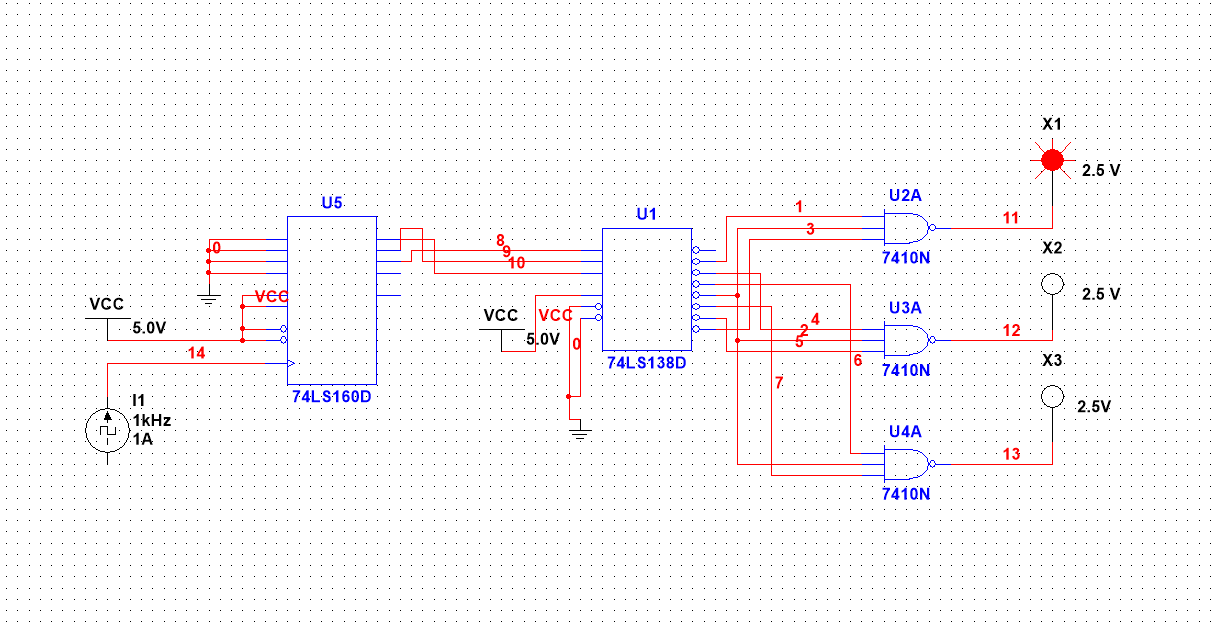 X1
2.5 V
U2A
U5
U1
1
11
3
7410N
X2
0
8
9
10
VCC
2.5 V
VCC
5.0V
VCC
VCC
5.0V
U3A
4
2
12
5
0
14
6
X3
74LS138D
7410N
7
I1
1kHz
1A
74LS160D
2.5V
U4A
13
7410N